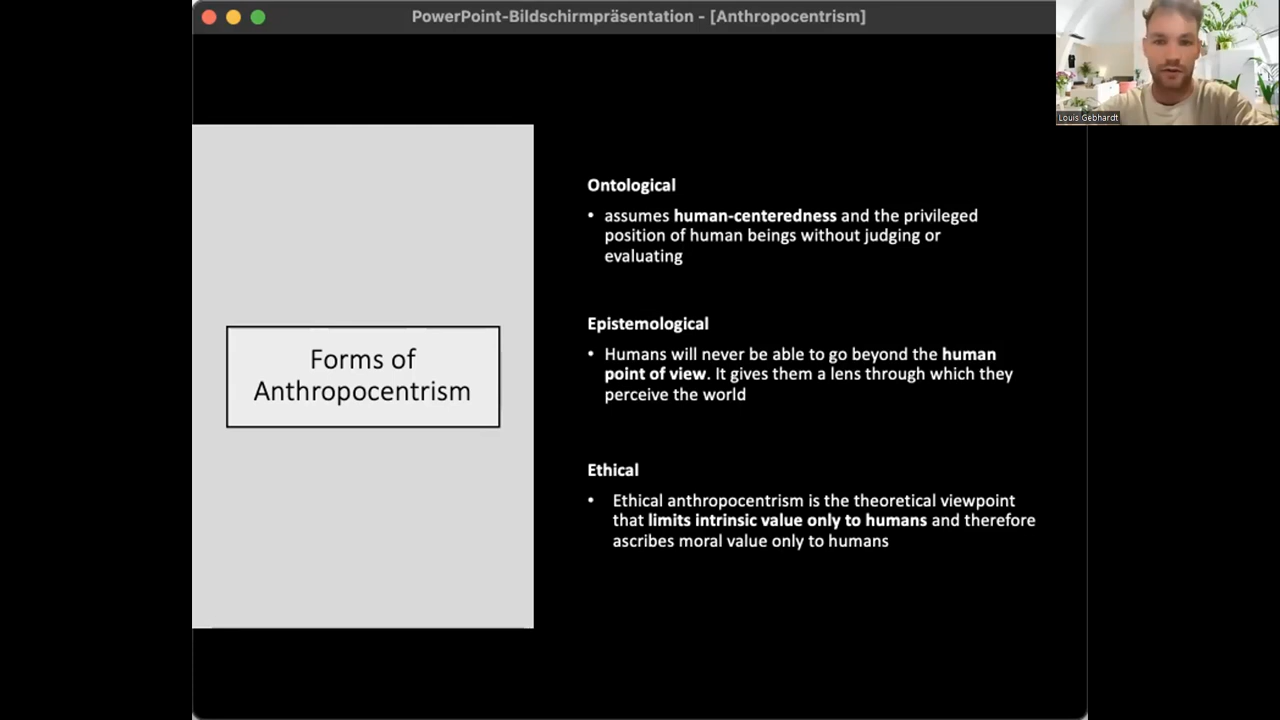 PowerPoint-Bildschirmpräsentation - [Anthropocentrism]
Louis Gebhardt
Forms of
Anthropocentrism
Ontological
• assumes human-centeredness and the privileged
position of human beings without judging or
evaluating
Epistemological
• Humans will never be able to go beyond the human
point of view. It gives them a lens through which they
perceive the world
Ethical
• Ethical anthropocentrism is the theoretical viewpoint
that limits intrinsic value only to humans and therefore
ascribes moral value only to humans